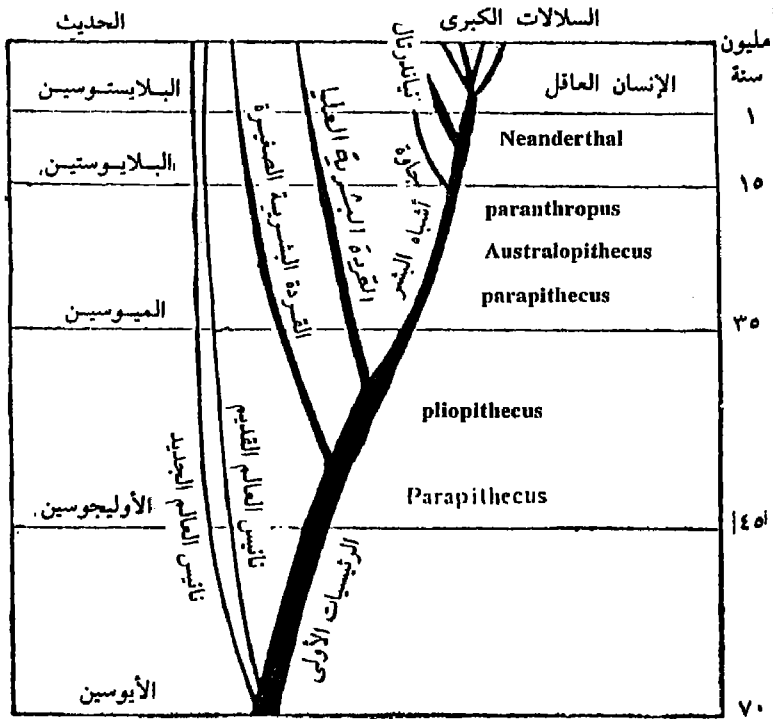 السلالات الكبرى
الحديث
مليون
سنة
الإنسان العاقل
البلايستوسين
١
نياندرتال
Neanderthal
البلايوستين
١٥
القردة البشرية العليا
القردة البشرية الصغيرة
أشباه البشر بجاوة
paranthropus
Australopithecus
parapithecus
الميوسين
٣٥
pliopithecus
نانيس العالم القديم
نانيس العالم الجديد
Parapithecus
الأوليجوسين
٤٥
الرئيسيات الأولى
الأيوسين
٧٠